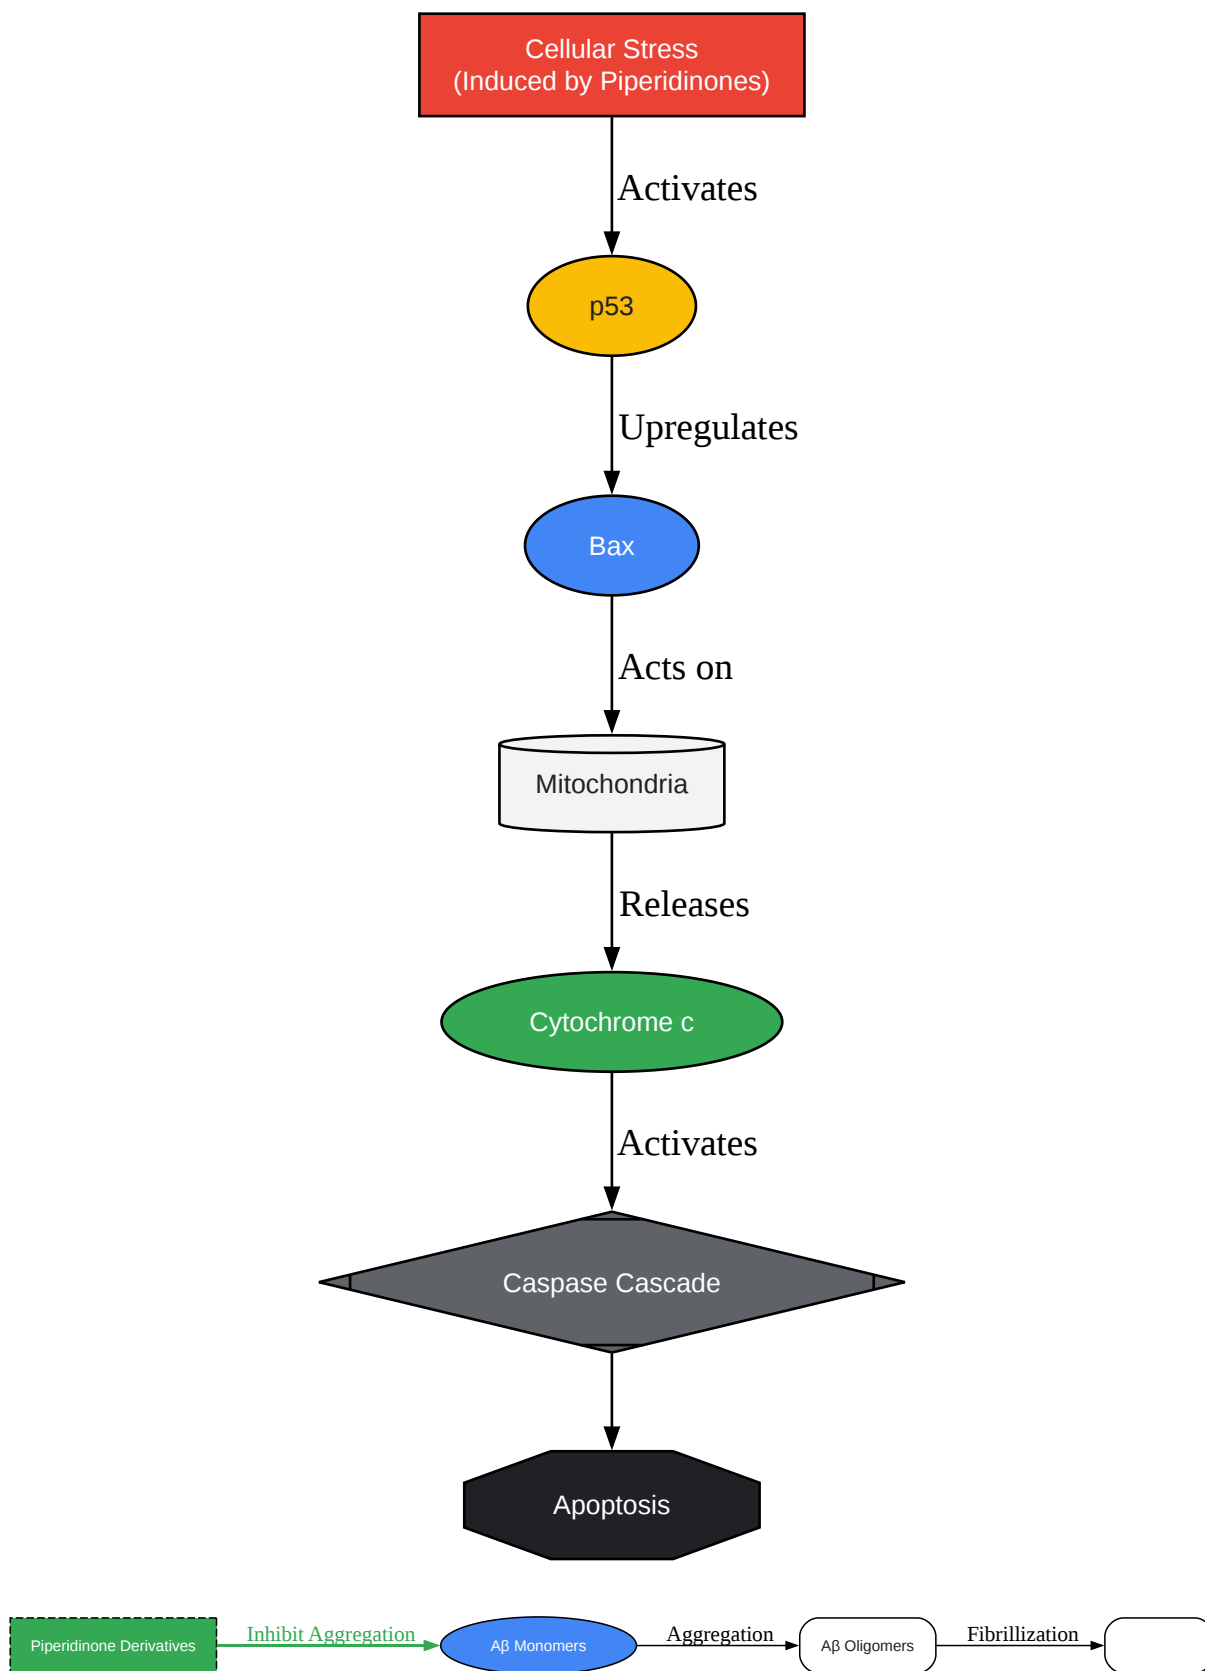 Cellular Stress
(Induced by Piperidinones)
Activates
p53
Upregulates
Bax
Acts on
Mitochondria
Releases
Cytochrome c
Activates
Caspase Cascade
Apoptosis
Piperidinone Derivatives
Inhibit Aggregation
Aβ Monomers
Aggregation
Aβ Oligomers
Fibrillization